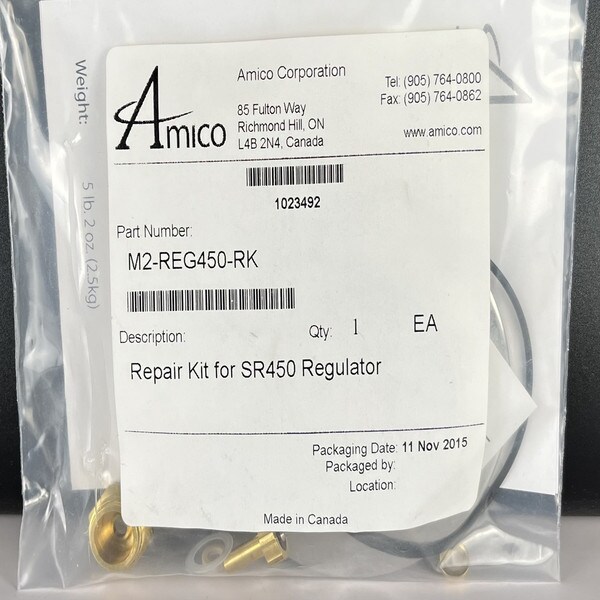 Amico
Amico Corporation
85 Fulton Way
Richmond Hill, ON
L4B 2N4, Canada
Tel: (905) 764-0800
Fax: (905) 764-0862
www.amico.com
1023492
Part Number:
M2-REG450-RK
Description:
Qty: 1 EA
Repair Kit for SR450 Regulator
Packaging Date: 11 Nov 2015
Packaged by:
Location:
Made in Canada
Weight:
5 lb, 2 oz. (2.5kg)